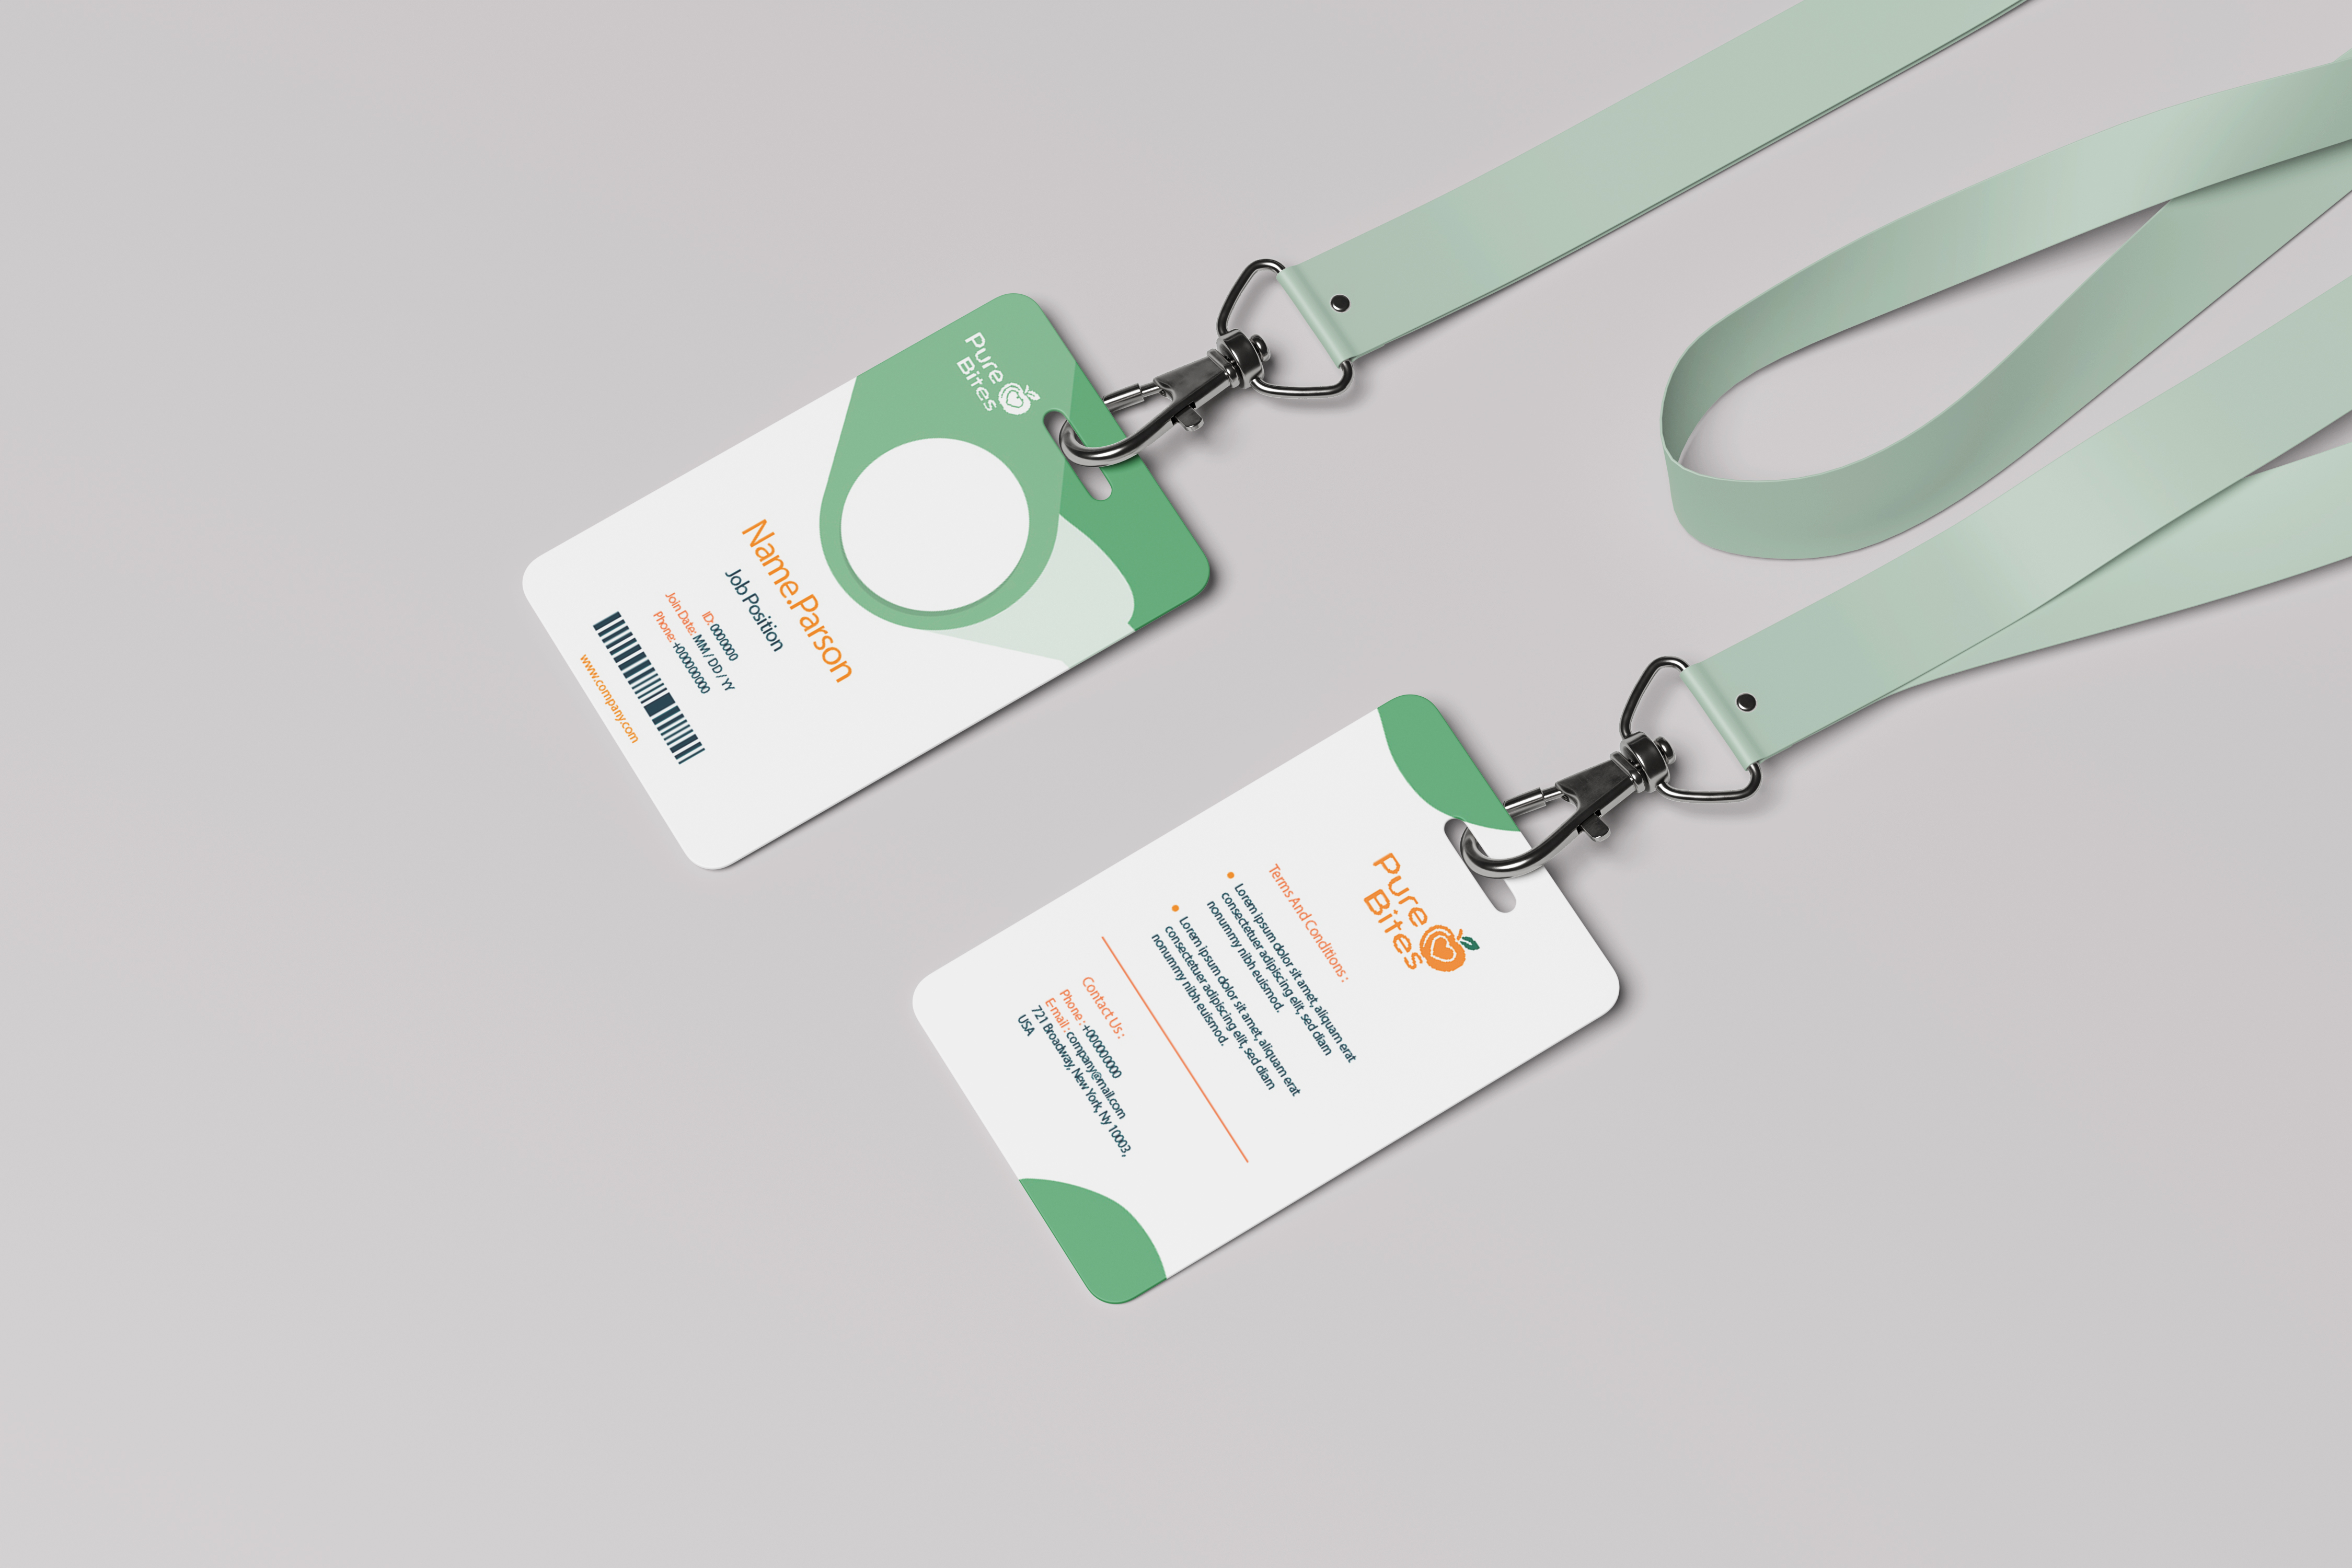 Pure
Bites
Name.Parson
Job Position
ID: 0000000
Join Date: MM / DD / YY
Phone: +00000000
www.company.com
Pure
Bites
Terms And Conditions :
Lorem ipsum dolor sit amet, aliquam erat
consectetuer adipiscing elit, sed diam
nonummy nibh euismod.
Lorem ipsum dolor sit amet, aliquam erat
consectetuer adipiscing elit, sed diam
nonummy nibh euismod.
Contact Us :
Phone : +000000000
E-mail : company@mail.com
721 Broadway, New York, Ny 10003,
USA